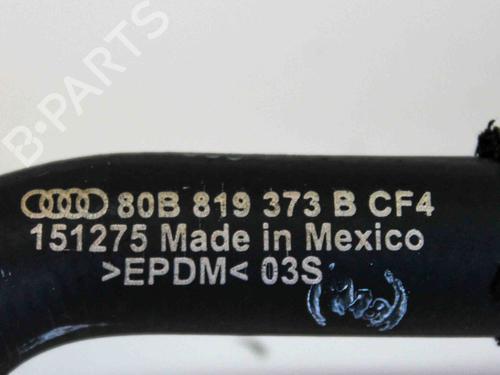 B-PARTS
80B 819 373 B CF4
151275 Made in Mexico
>EPDM< 03S